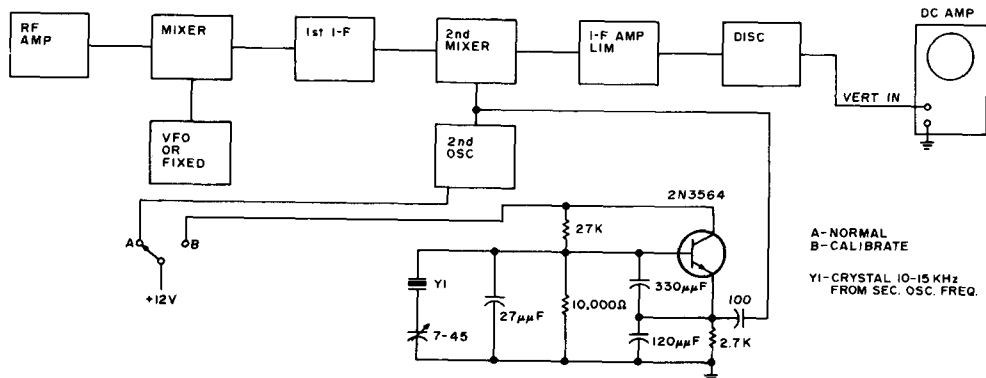 RF
AMP
MIXER
1st I-F
2nd
MIXER
I-F AMP
LIM
DISC
DC AMP
VERT IN
VFO
OR
FIXED
2nd
OSC
2N3564
A
B
+12V
27K
Y1
7-45
27µµF
10,000Ω
330µµF
120µµF
100
2.7K
A-NORMAL
B-CALIBRATE
Y1-CRYSTAL 10-15 KHz
FROM SEC. OSC. FREQ.